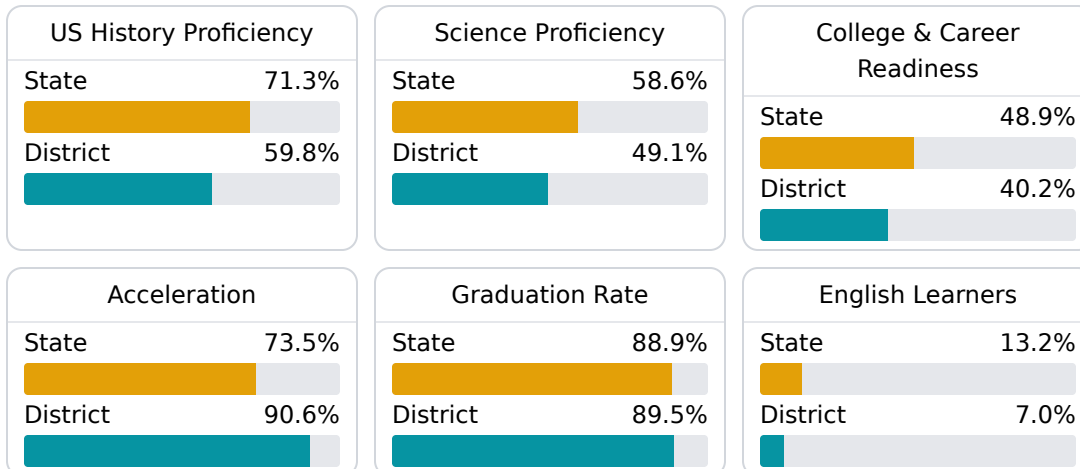 US History Proficiency
State 71.3%
District 59.8%
Science Proficiency
State 58.6%
District 49.1%
College & Career
Readiness
State 48.9%
District 40.2%
Acceleration
State 73.5%
District 90.6%
Graduation Rate
State 88.9%
District 89.5%
English Learners
State 13.2%
District 7.0%